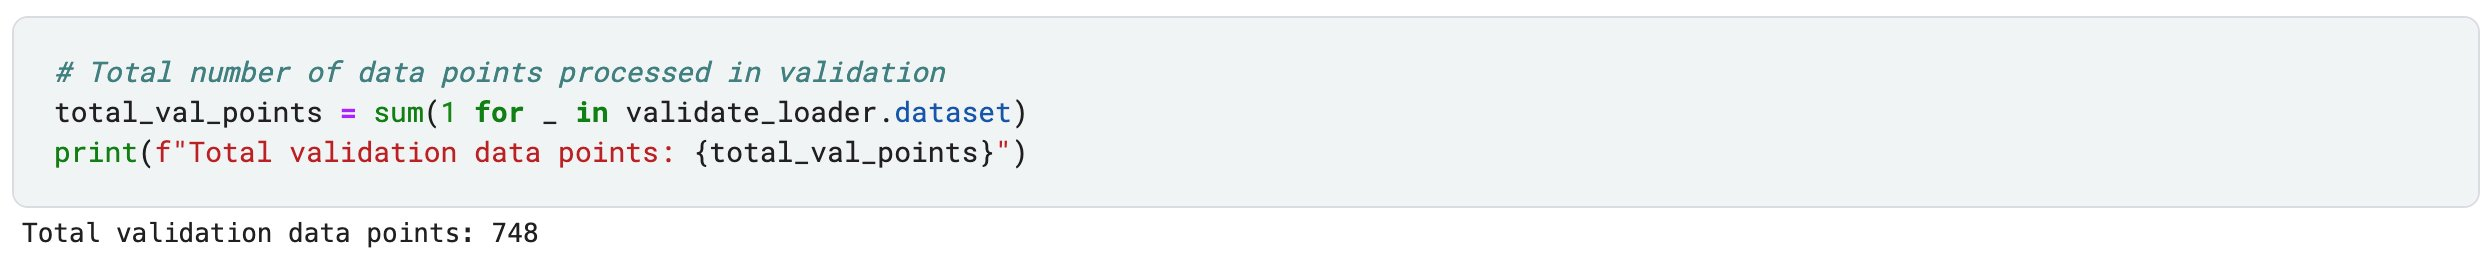 # Total number of data points processed in validation
total_val_points = sum(1 for _ in validate_loader.dataset)
print(f"Total validation data points: {total_val_points}")
Total validation data points: 748